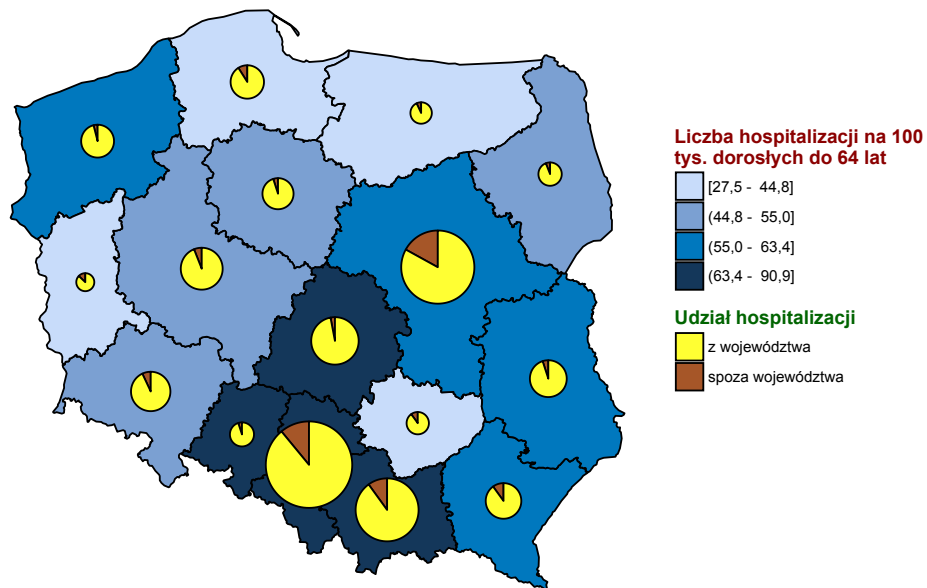 Liczba hospitalizacji na 100
tys. dorosłych do 64 lat
[27,5 - 44,8]
(44,8 - 55,0]
(55,0 - 63,4]
(63,4 - 90,9]
Udział hospitalizacji
z województwa
spoza województwa